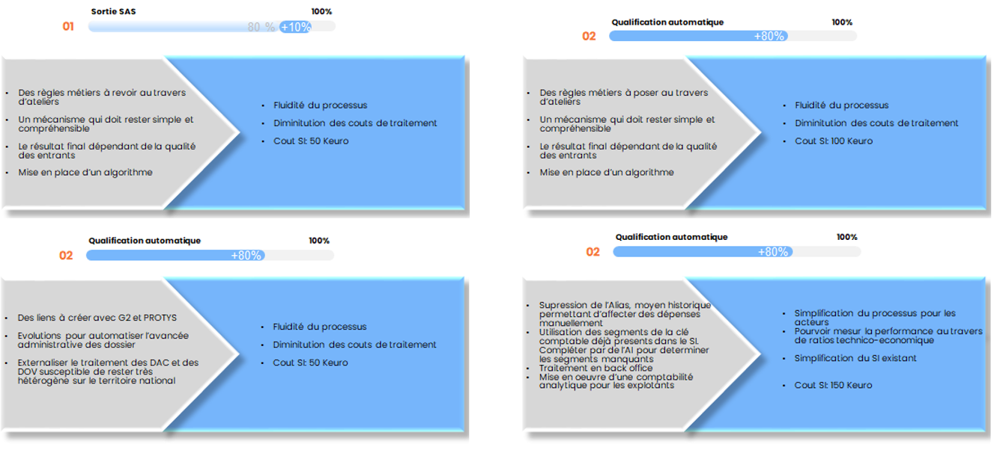 Sortie SAS 100%
01 80 % +10%
• Des règles métiers à revoir au travers
d'ateliers
• Un mécanisme qui doit rester simple et
compréhensible
• Le résultat final dépendant de la qualité
des entrants
• Mise en place d'un algorithme
• Fluidité du processus
• Diminitution des couts de traitement
• Cout SI: 50 Keuro
Qualification automatique 100%
02 +80%
• Des règles métiers à poser au travers
d'ateliers
• Un mécanisme qui doit rester simple et
compréhensible
• Le résultat final dépendant de la qualité
des entrants
• Mise en place d'un algorithme
• Fluidité du processus
• Diminitution des couts de traitement
• Cout SI: 100 Keuro
Qualification automatique 100%
02 +80%
• Des liens à créer avec G2 et PROTYS
• Evolutions pour automatiser l'avancée
administrative des dossier
• Externaliser le traitement des DAC et des
DOV susceptible de rester très
hétérogène sur le territoire national
• Fluidité du processus
• Diminitution des couts de traitement
• Cout SI: 50 Keuro
Qualification automatique 100%
02 +80%
• Supression de l'Alias, moyen historique
permettant d'affecter des dépenses
manuellement
• Utilisation des segments de la clé
comptable déjà presents dans le SI.
Compléter par de l'AI pour determiner
les segments manquants
• Traitement en back office
• Mise en oeuvre d'une comptabilité
analytique pour les explotants
• Simplification du processus pour les
acteurs
• Pourvoir mesur la performance au travers
de ratios technico-economique
• Simplification du SI existant
• Cout SI: 150 Keuro